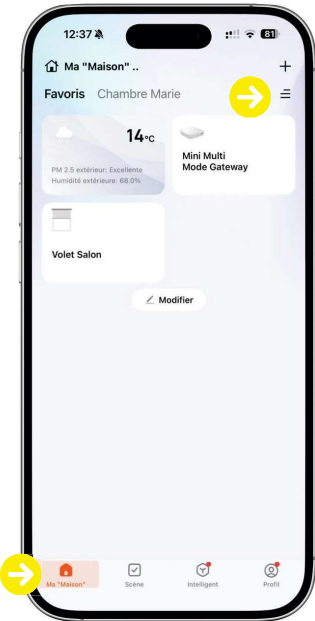 12:37
81
Ma "Maison" ..
Favoris Chambre Marie
14°C
PM 2.5 extérieur: Excellente
Humidité extérieure: 68.0%
Mini Multi
Mode Gateway
Volet Salon
Modifier
Ma "Maison"
Scène
Intelligent
Profil